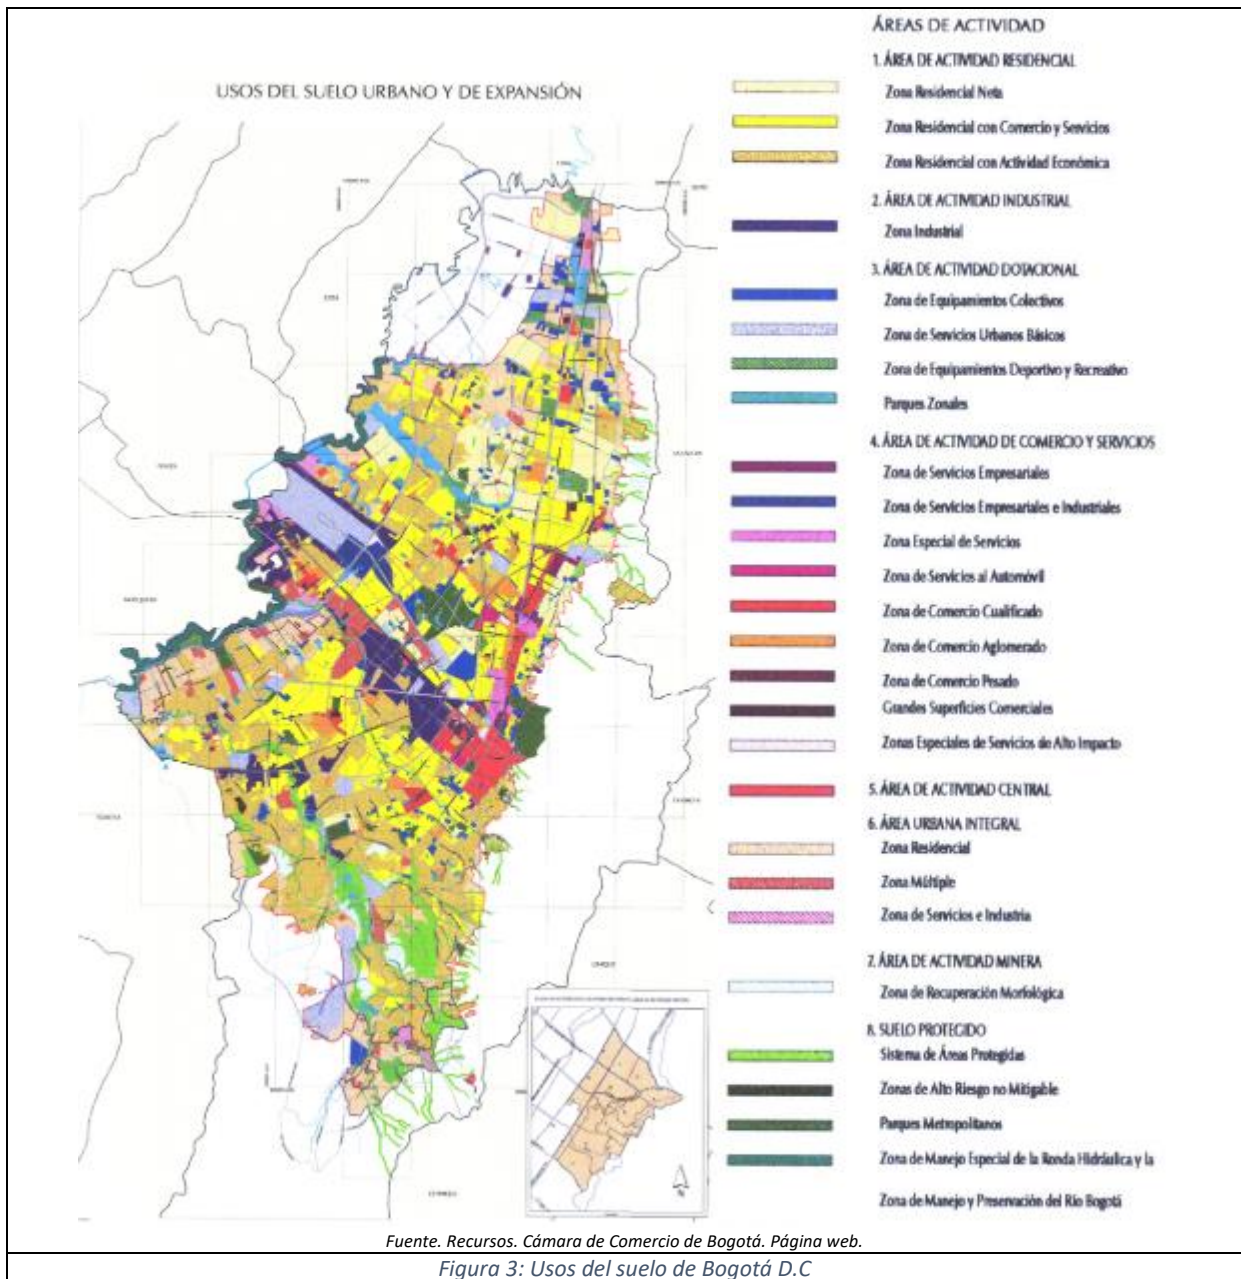 USOS DEL SUELO URBANO Y DE EXPANSIÓN
ÁREAS DE ACTIVIDAD
1. ÁREA DE ACTIVIDAD RESIDENCIAL
Zona Residencial Neta
Zona Residencial con Comercio y Servicios
Zona Residencial con Actividad Económica
2. ÁREA DE ACTIVIDAD INDUSTRIAL
Zona Industrial
3. ÁREA DE ACTIVIDAD DOTACIONAL
Zona de Equipamientos Colectivos
Zona de Servicios Urbanos Básicos
Zona de Equipamientos Deportivo y Recreativo
Parques Zonales
4. ÁREA DE ACTIVIDAD DE COMERCIO Y SERVICIOS
Zona de Servicios Empresariales
Zona de Servicios Empresariales e Industriales
Zona Especial de Servicios
Zona de Servicios al Automóvil
Zona de Comercio Cualificado
Zona de Comercio Aglomerado
Zona de Comercio Pesado
Grandes Superficies Comerciales
Zonas Especiales de Servicios de Alto Impacto
5. ÁREA DE ACTIVIDAD CENTRAL
6. ÁREA URBANA INTEGRAL
Zona Residencial
Zona Múltiple
Zona de Servicios e Industria
7. ÁREA DE ACTIVIDAD MINERA
Zona de Recuperación Morfológica
8. SUELO PROTEGIDO
Sistema de Áreas Protegidas
Zonas de Alto Riesgo no Mitigable
Parques Metropolitanos
Zona de Manejo Especial de la Ronda Hidráulica y la
Zona de Manejo y Preservación del Río Bogotá
N
Fuente. Recursos. Cámara de Comercio de Bogotá. Página web.
Figura 3: Usos del suelo de Bogotá D.C